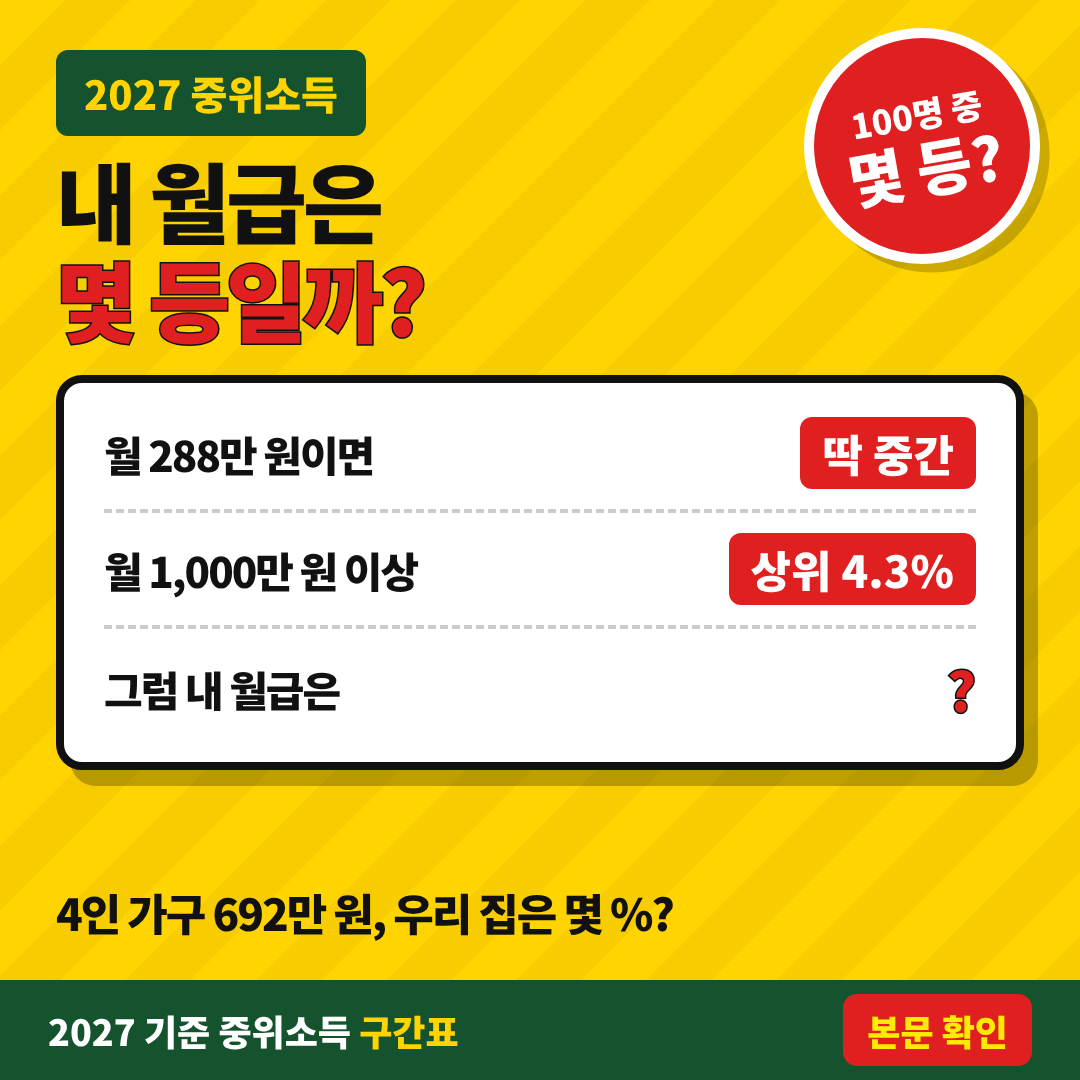 2027 중위소득
100명 중
몇 등?
내 월급은
몇 등일까?
월 288만 원이면
딱 중간
월 1,000만 원 이상
상위 4.3%
그럼 내 월급은
?
4인 가구 692만 원, 우리 집은 몇 %?
2027 기준 중위소득 구간표
본문 확인